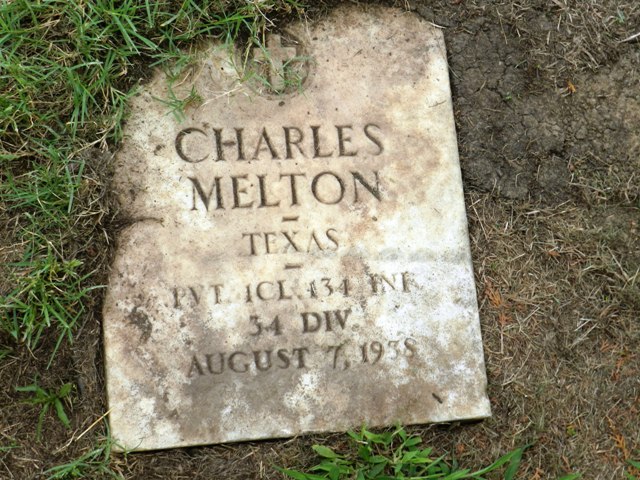 CHARLES
MELTON
TEXAS
PVT. 1CL. 134 INF.
34 DIV.
AUGUST 7, 1938